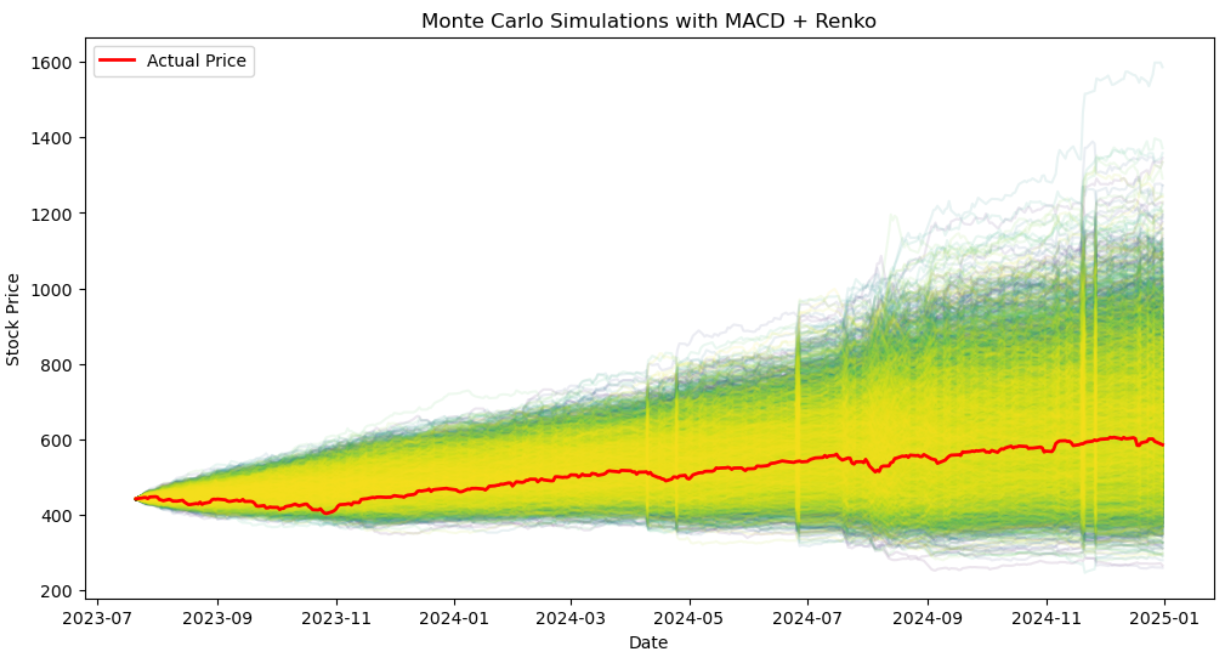 Monte Carlo Simulations with MACD + Renko
Actual Price
Stock Price
1600
1400
1200
1000
800
600
400
200
2023-07 2023-09 2023-11 2024-01 2024-03 2024-05 2024-07 2024-09 2024-11 2025-01
Date